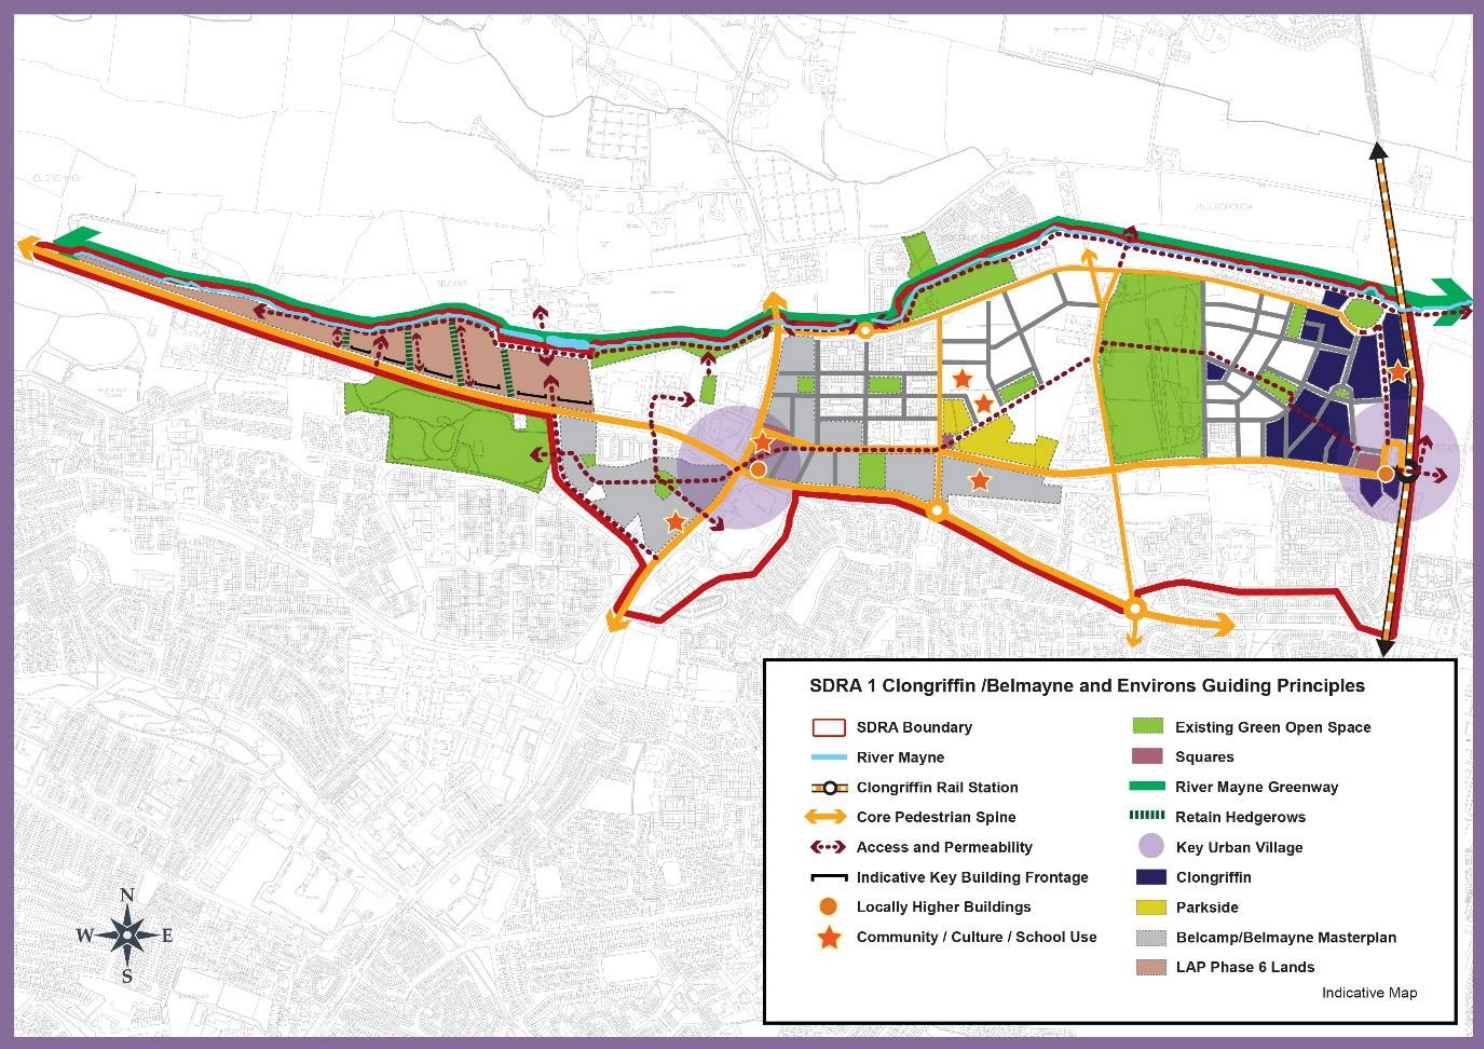 N
W E
S
SDRA 1 Clongriffin /Belmayne and Environs Guiding Principles
SDRA Boundary
River Mayne
Clongriffin Rail Station
Core Pedestrian Spine
Access and Permeability
Indicative Key Building Frontage
Locally Higher Buildings
Community / Culture / School Use
Existing Green Open Space
Squares
River Mayne Greenway
Retain Hedgerows
Key Urban Village
Clongriffin
Parkside
Belcamp/Belmayne Masterplan
LAP Phase 6 Lands
Indicative Map